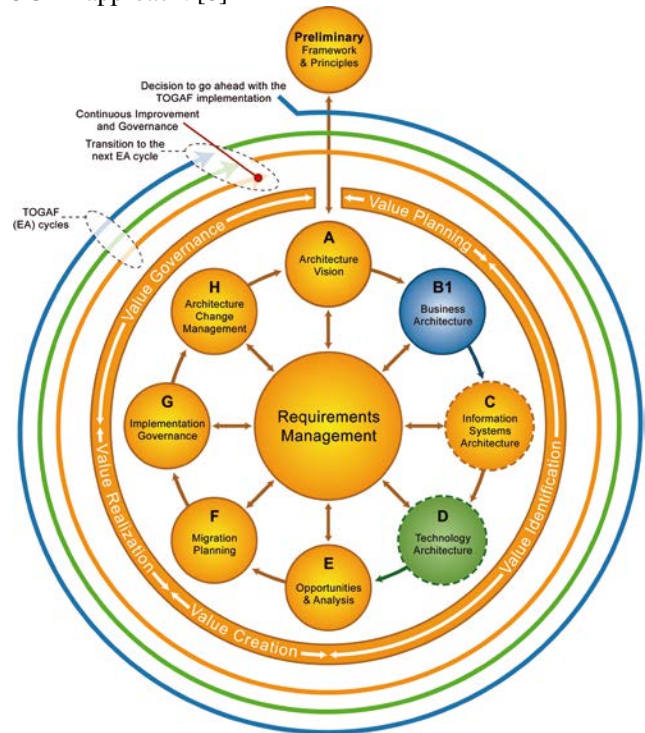 approach [6]
Preliminary
Framework
& Principles
Decision to go ahead with the
TOGAF implementation
Continuous Improvement
and Governance
Transition to the
next EA cycle
TOGAF
(EA) cycles
Value Governance
Value Planning
Value Identification
Value Creation
Value Realization
A
Architecture
Vision
B1
Business
Architecture
C
Information
Systems
Architecture
D
Technology
Architecture
E
Opportunities
& Analysis
F
Migration
Planning
G
Implementation
Governance
H
Architecture
Change
Management
Requirements
Management